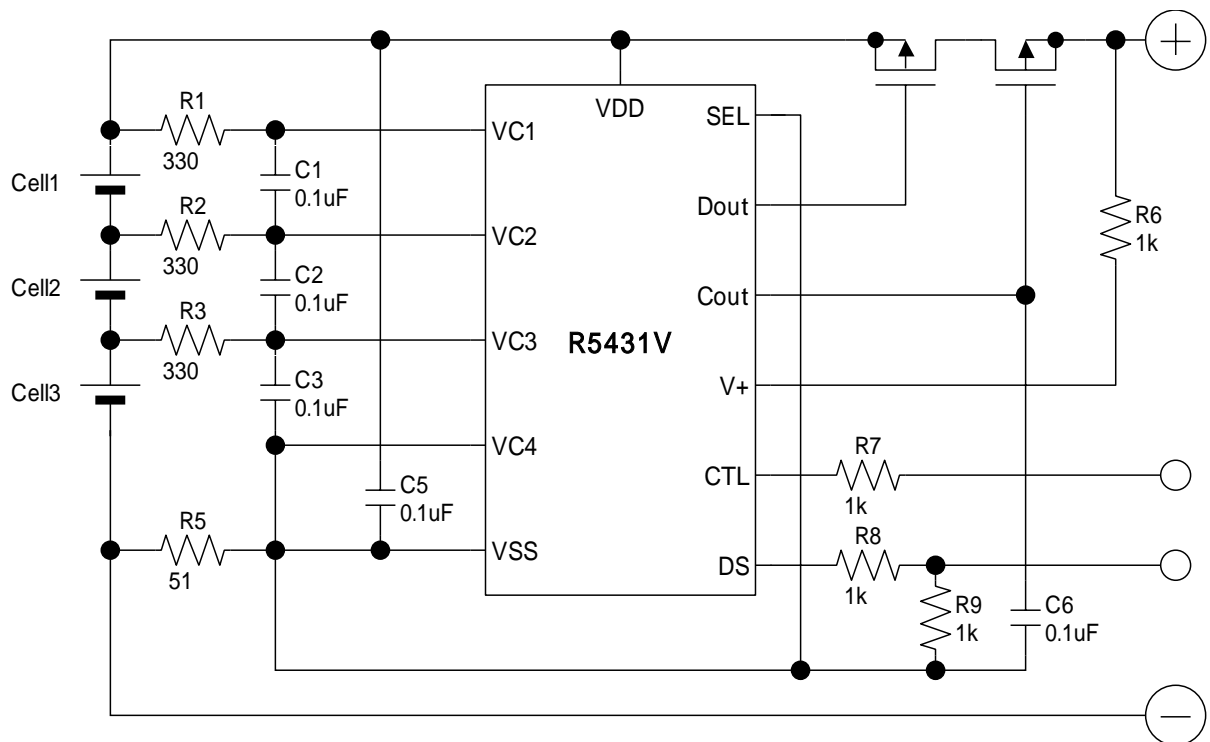 R1
330
Cell1
R2
330
Cell2
R3
330
Cell3
R5
51
C1
0.1uF
C2
0.1uF
C3
0.1uF
C5
0.1uF
VDD
VC1
VC2
VC3
VC4
VSS
R5431V
SEL
Dout
Cout
V+
CTL
DS
R6
1k
R7
1k
R8
1k
R9
1k
C6
0.1uF
+
−